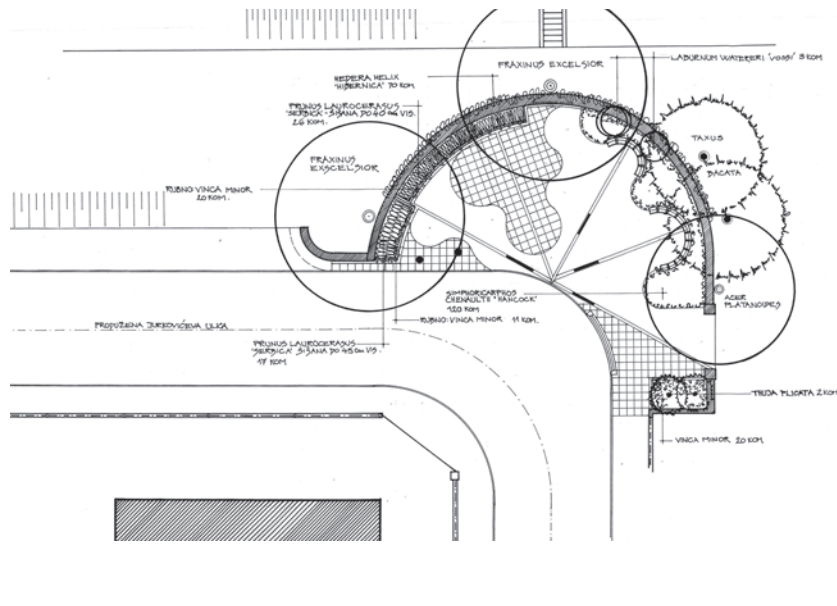 FRAXINUS EXCELSIOR
LABURNUM WATERERI 'VOSSI' 3 KOM
HEDERA HELIX
'HIBERNICA' 70 KOM.
PRUNUS LAUROCERASUS
'SERBICA' ŠIŠANA DO 40 cm VIS.
26 KOM.
TAXUS
BACATA
FRAXINUS
EXSCELSIOR
RUBNO: VINCA MINOR
20 KOM.
SIMPHORICARPHOS
CHENAULTII 'HANCOCK'
120 KOM
RUBNO: VINCA MINOR 11 KOM.
ACER
PLATANOIDES
PRODUŽENA ĐURKOVIĆEVA ULICA
PRUNUS LAUROCERASUS
'SERBICA' ŠIŠANA DO 45 cm VIS.
17 KOM
THUJA PLICATA 2 KOM
VINCA MINOR 20 KOM.